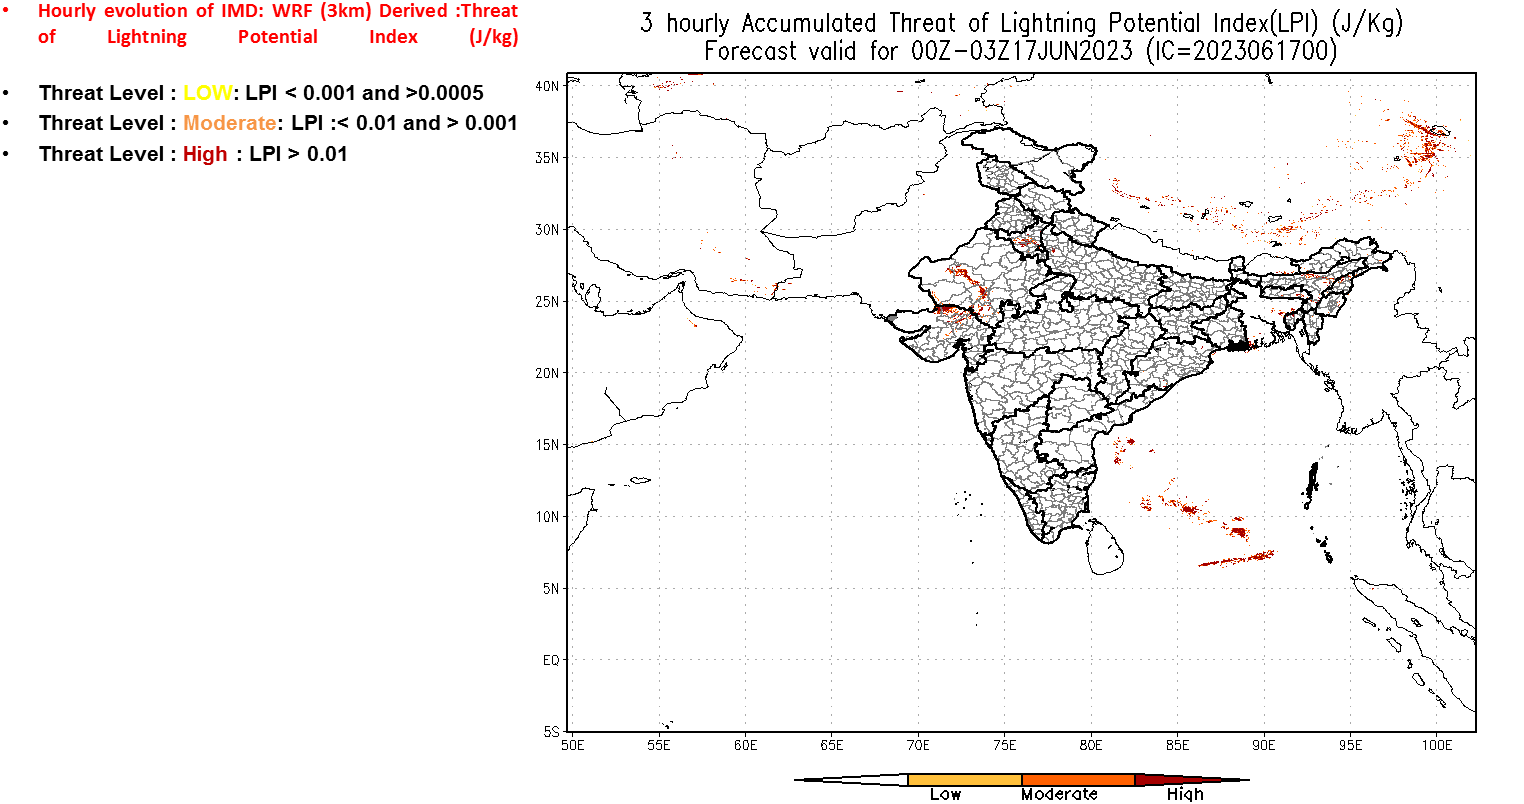 • Hourly evolution of IMD: WRF (3km) Derived :Threat
of Lightning Potential Index (J/kg)
• Threat Level : LOW: LPI < 0.001 and >0.0005
• Threat Level : Moderate: LPI :< 0.01 and > 0.001
• Threat Level : High : LPI > 0.01
3 hourly Accumulated Threat of Lightning Potential Index(LPI) (J/Kg)
Forecast valid for 00Z-03Z17JUN2023 (IC=2023061700)
40N
35N
30N
25N
20N
15N
10N
5N
EQ
5S
50E 55E 60E 65E 70E 75E 80E 85E 90E 95E 100E
Low Moderate High